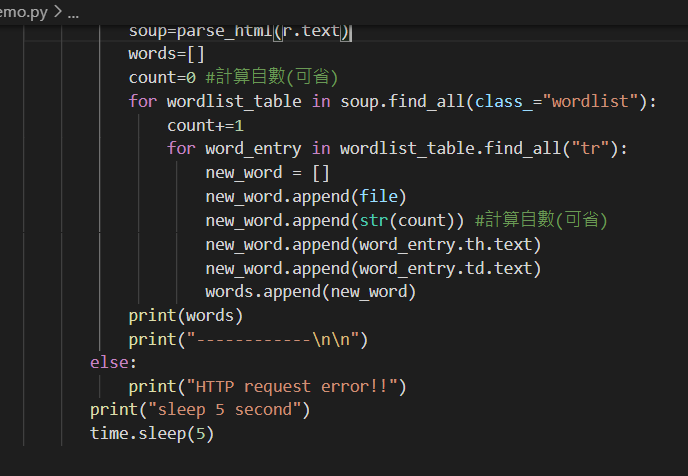 emo.py > ...
soup=parse_html(r.text)
words=[]
count=0 #計算自數(可省)
for wordlist_table in soup.find_all(class_="wordlist"):
count+=1
for word_entry in wordlist_table.find_all("tr"):
new_word = []
new_word.append(file)
new_word.append(str(count)) #計算自數(可省)
new_word.append(word_entry.th.text)
new_word.append(word_entry.td.text)
words.append(new_word)
print(words)
print("------------\n\n")
else:
print("HTTP request error!!")
print("sleep 5 second")
time.sleep(5)